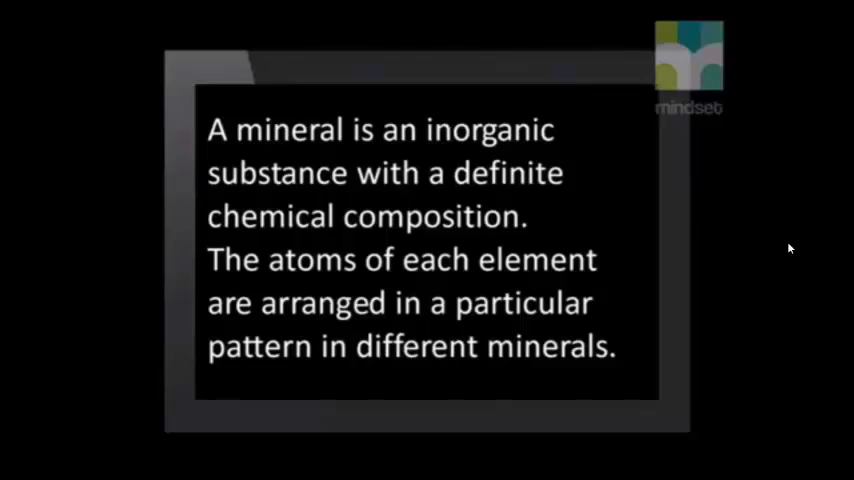 mindset
A mineral is an inorganic
substance with a definite
chemical composition.
The atoms of each element
are arranged in a particular
pattern in different minerals.